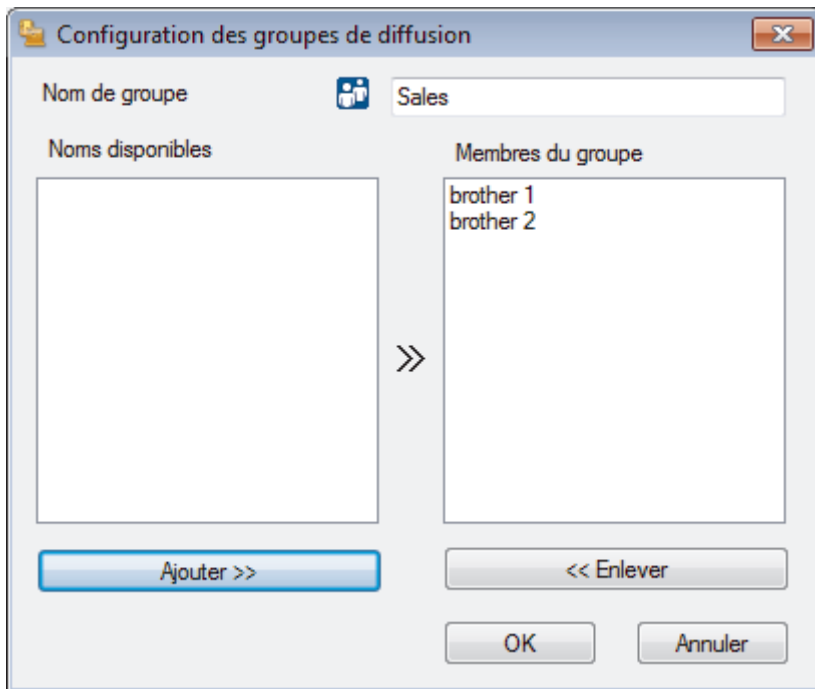 Configuration des groupes de diffusion
Nom de groupe
Sales
Noms disponibles
Membres du groupe
brother 1
brother 2
Ajouter >>
<< Enlever
OK
Annuler